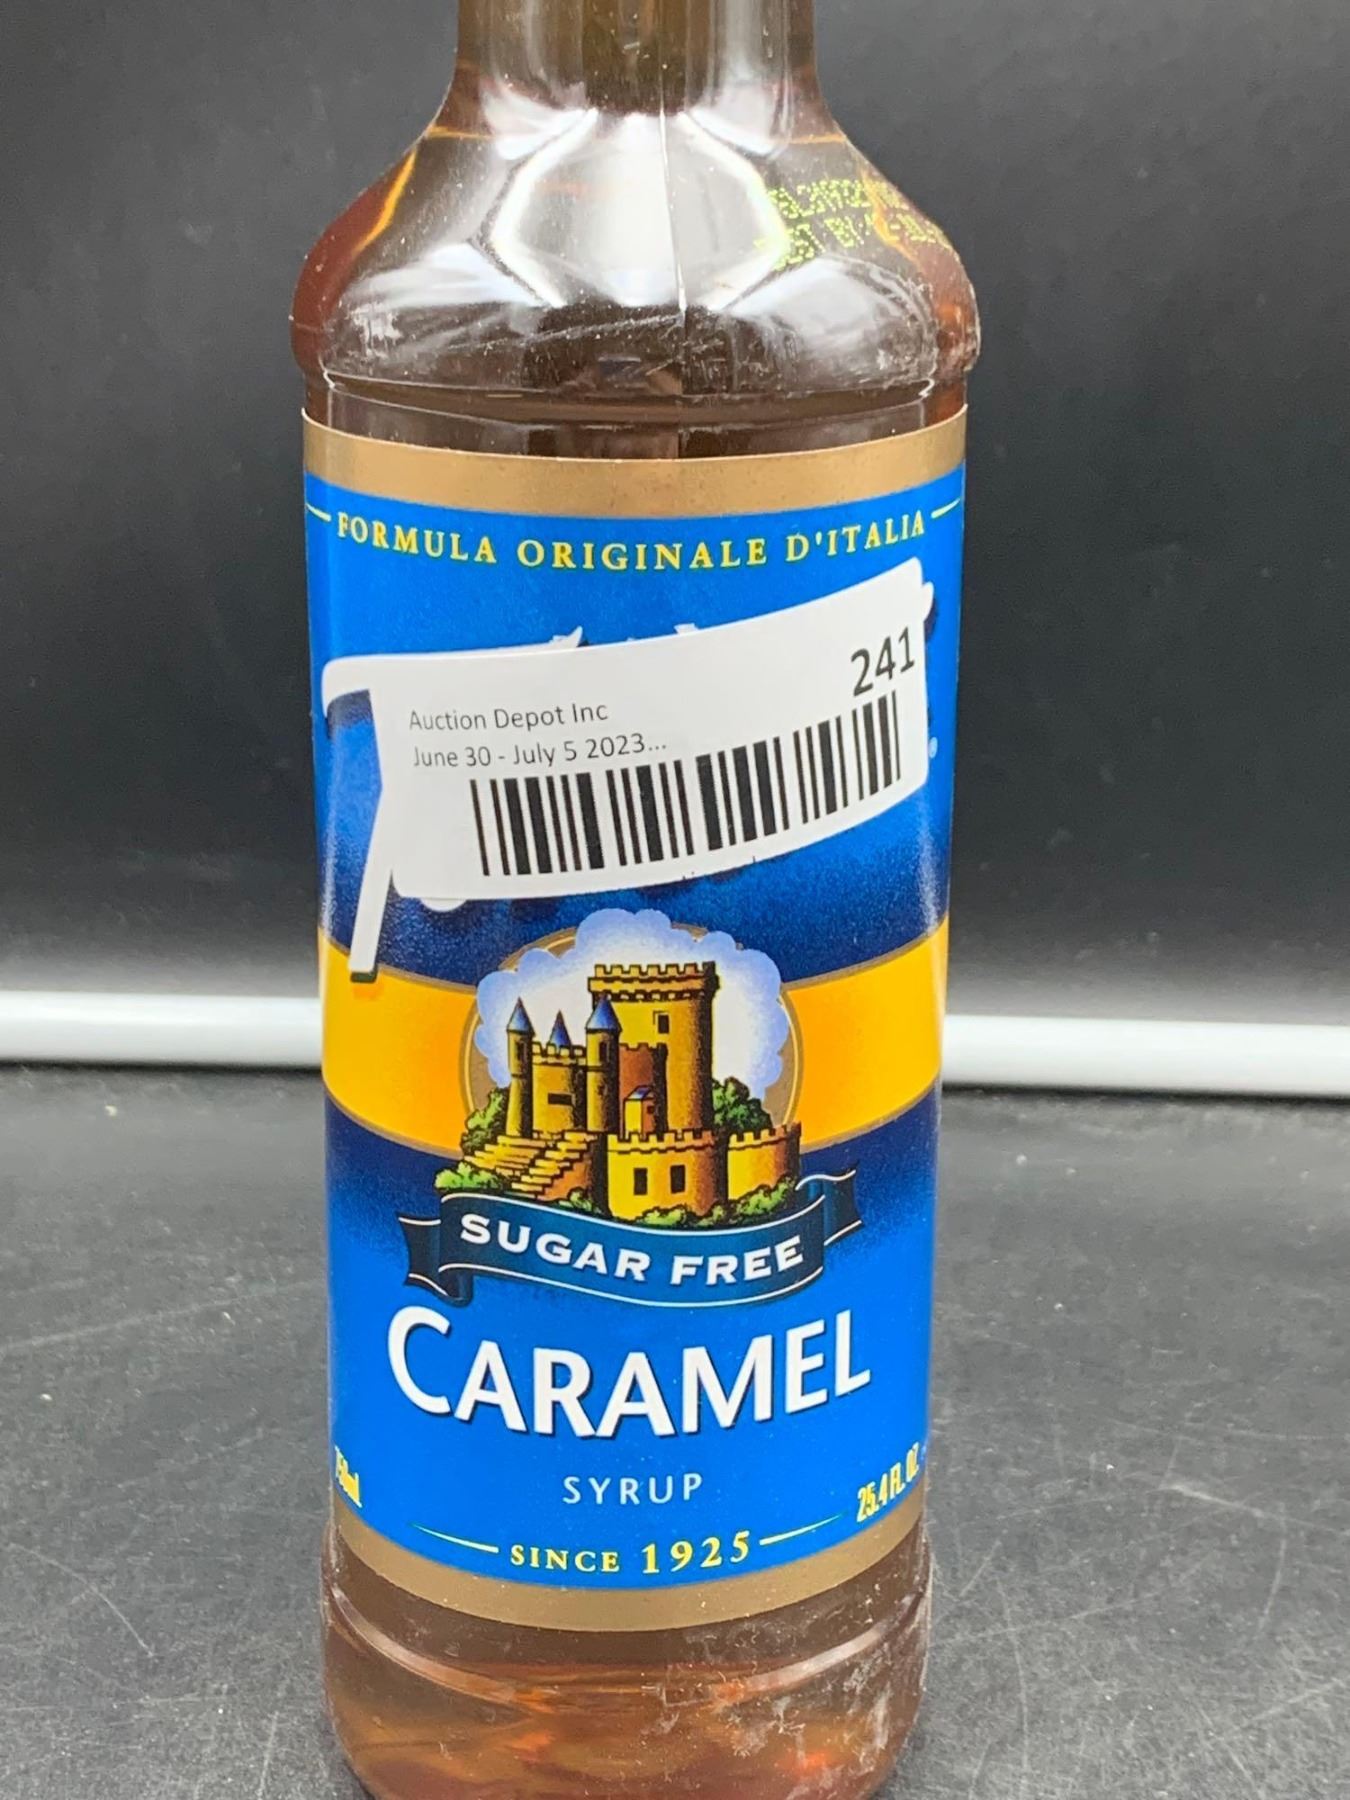 FORMULA ORIGINALE D'ITALIA
241
Auction Depot Inc
June 30 - July 5 2023...
SUGAR FREE
CARAMEL
SYRUP
750ml
25.4 FL. OZ
SINCE 1925